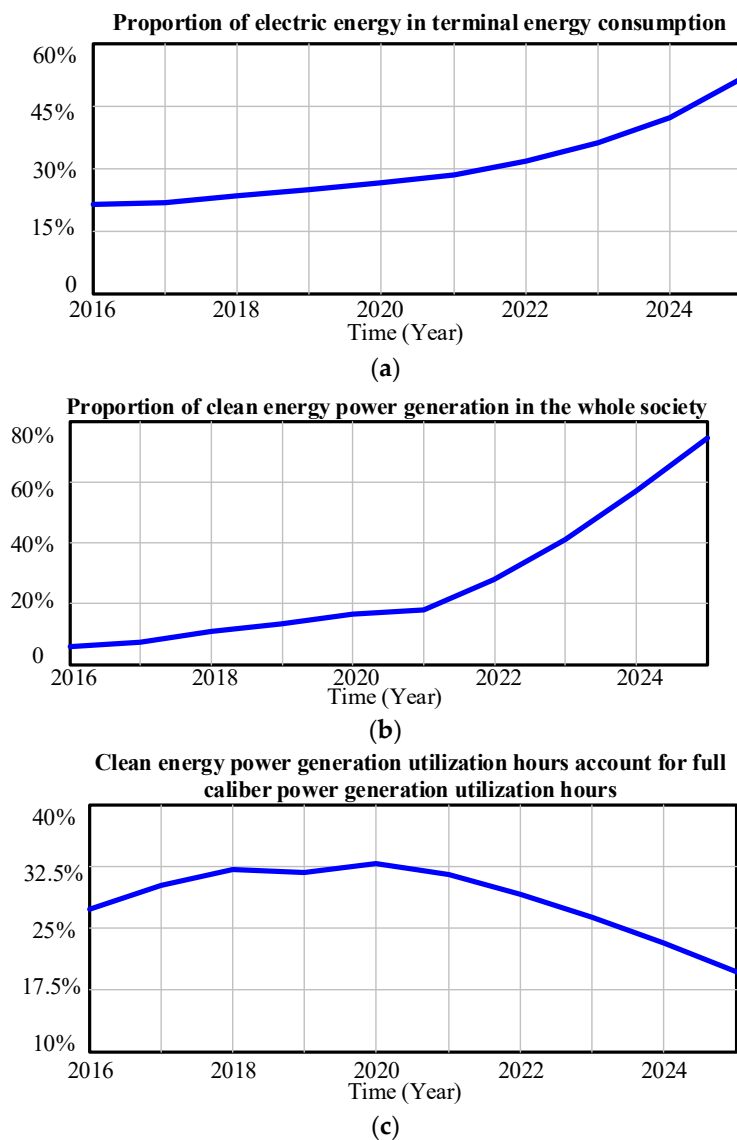 Proportion of electric energy in terminal energy consumption
60%
45%
30%
15%
0
2016 2018 2020 2022 2024
Time (Year)
(a)
Proportion of clean energy power generation in the whole society
80%
60%
40%
20%
0
2016 2018 2020 2022 2024
Time (Year)
(b)
Clean energy power generation utilization hours account for full
caliber power generation utilization hours
40%
32.5%
25%
17.5%
10%
2016 2018 2020 2022 2024
Time (Year)
(c)